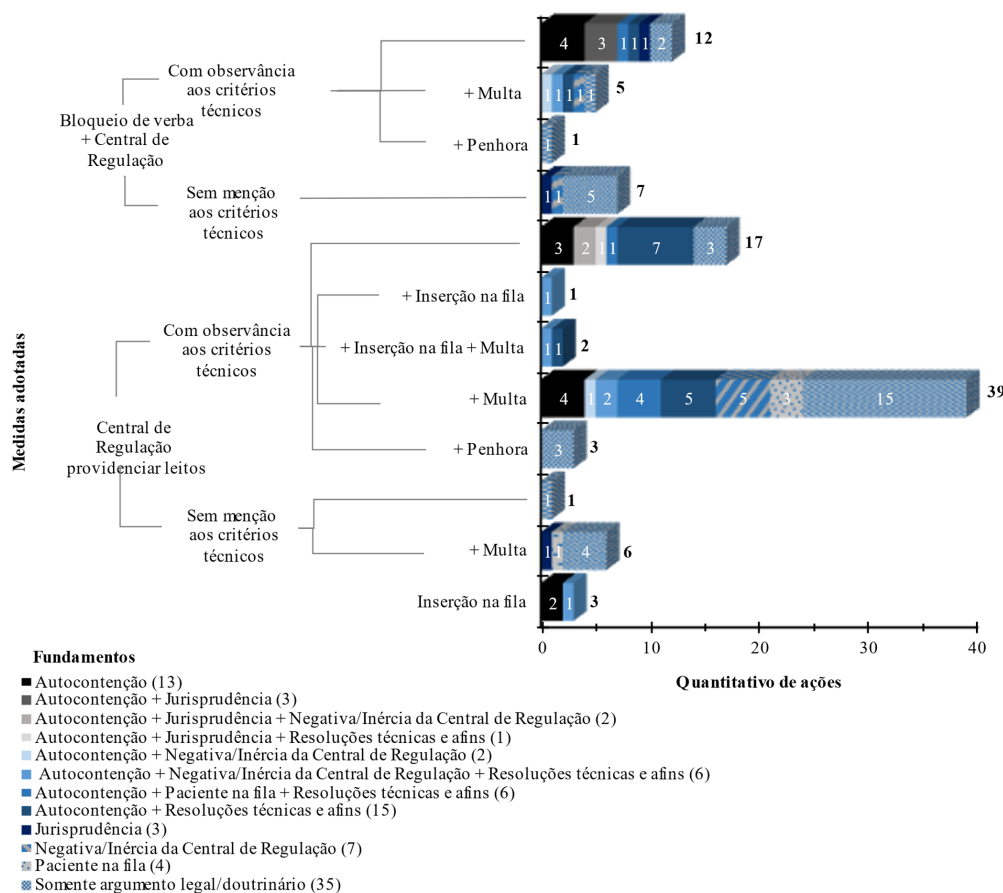 Medidas adotadas
Bloqueio de verba
+ Central de
Regulação
Com observância
aos critérios
técnicos
4 3 1 1 1 2 12
+ Multa
1 1 1 1 1 5
+ Penhora
1 1
Sem menção
aos critérios
técnicos
1 1 5 7
Central de
Regulação
providenciar leitos
Com observância
aos critérios
técnicos
3 2 1 1 7 3 17
+ Inserção na fila
1 1
+ Inserção na fila + Multa
1 1 2
+ Multa
4 1 2 4 5 5 3 15 39
+ Penhora
3 3
Sem menção
aos critérios
técnicos
1 1
+ Multa
1 1 4 6
Inserção na fila
2 1 3
0 10 20 30 40
Quantitativo de ações
Fundamentos
Autocontenção (13)
Autocontenção + Jurisprudência (3)
Autocontenção + Jurisprudência + Negativa/Inércia da Central de Regulação (2)
Autocontenção + Jurisprudência + Resoluções técnicas e afins (1)
Autocontenção + Negativa/Inércia da Central de Regulação (2)
Autocontenção + Negativa/Inércia da Central de Regulação + Resoluções técnicas e afins (6)
Autocontenção + Paciente na fila + Resoluções técnicas e afins (6)
Autocontenção + Resoluções técnicas e afins (15)
Jurisprudência (3)
Negativa/Inércia da Central de Regulação (7)
Paciente na fila (4)
Somente argumento legal/doutrinário (35)